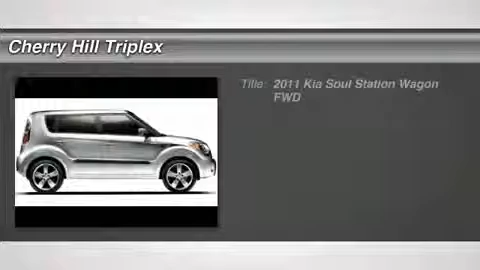 Cherry Hill Triplex
Title: 2011 Kia Soul Station Wagon
FWD